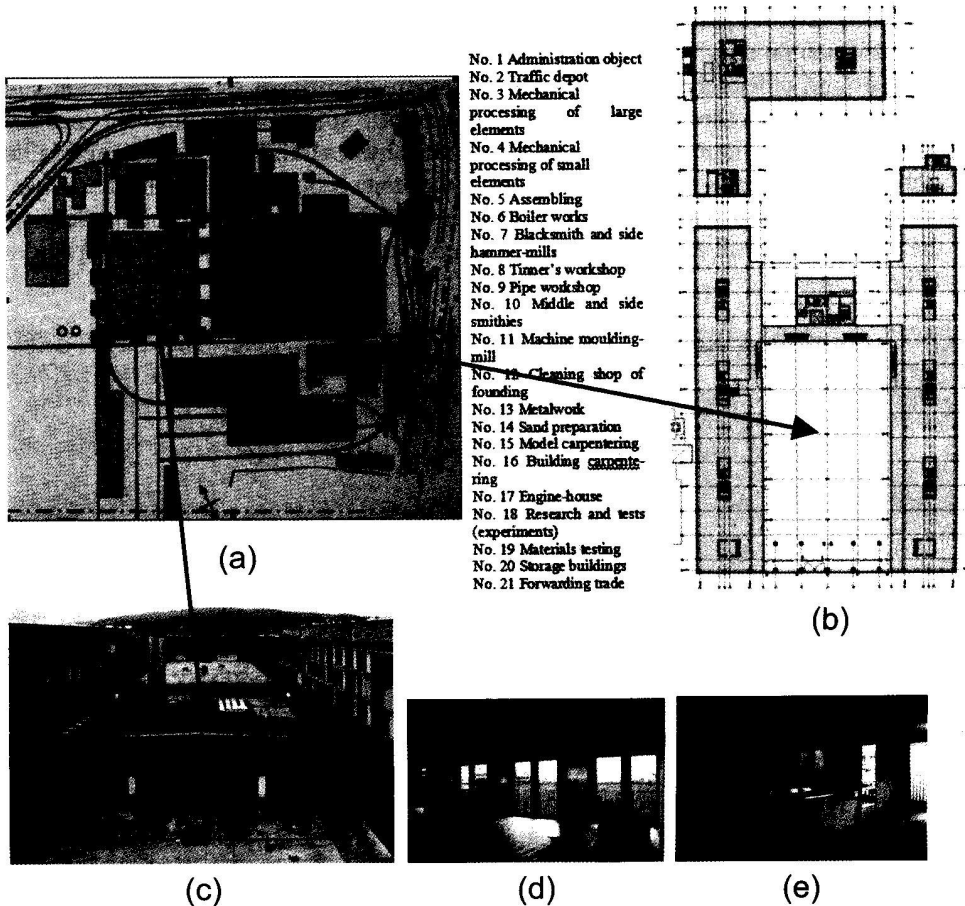 No. 1 Administration object
No. 2 Traffic depot
No. 3 Mechanical
processing of large
elements
No. 4 Mechanical
processing of small
elements
No. 5 Assembling
No. 6 Boiler works
No. 7 Blacksmith and side
hammer-mills
No. 8 Tinner's workshop
No. 9 Pipe workshop
No. 10 Middle and side
smithies
No. 11 Machine moulding-
mill
No. 12 Cleaning shop of
founding
No. 13 Metalwork
No. 14 Sand preparation
No. 15 Model carpentering
No. 16 Building carpente-
ring
No. 17 Engine-house
No. 18 Research and tests
(experiments)
No. 19 Materials testing
No. 20 Storage buildings
No. 21 Forwarding trade
(a)
(b)
(c)
(d)
(e)